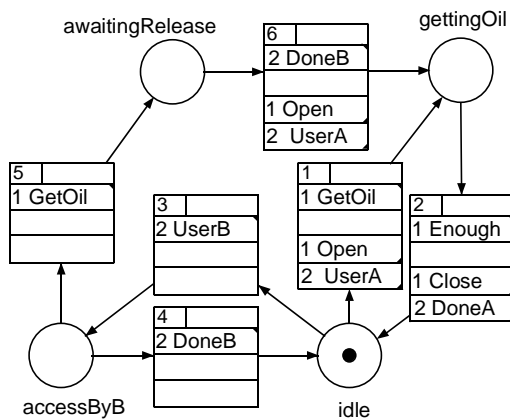 awaitingRelease
gettingOil
6
2 DoneB
1 Open
2 UserA
5
1 GetOil
3
2 UserB
1
1 GetOil
1 Open
2 UserA
2
1 Enough
1 Close
2 DoneA
4
2 DoneB
accessByB
idle